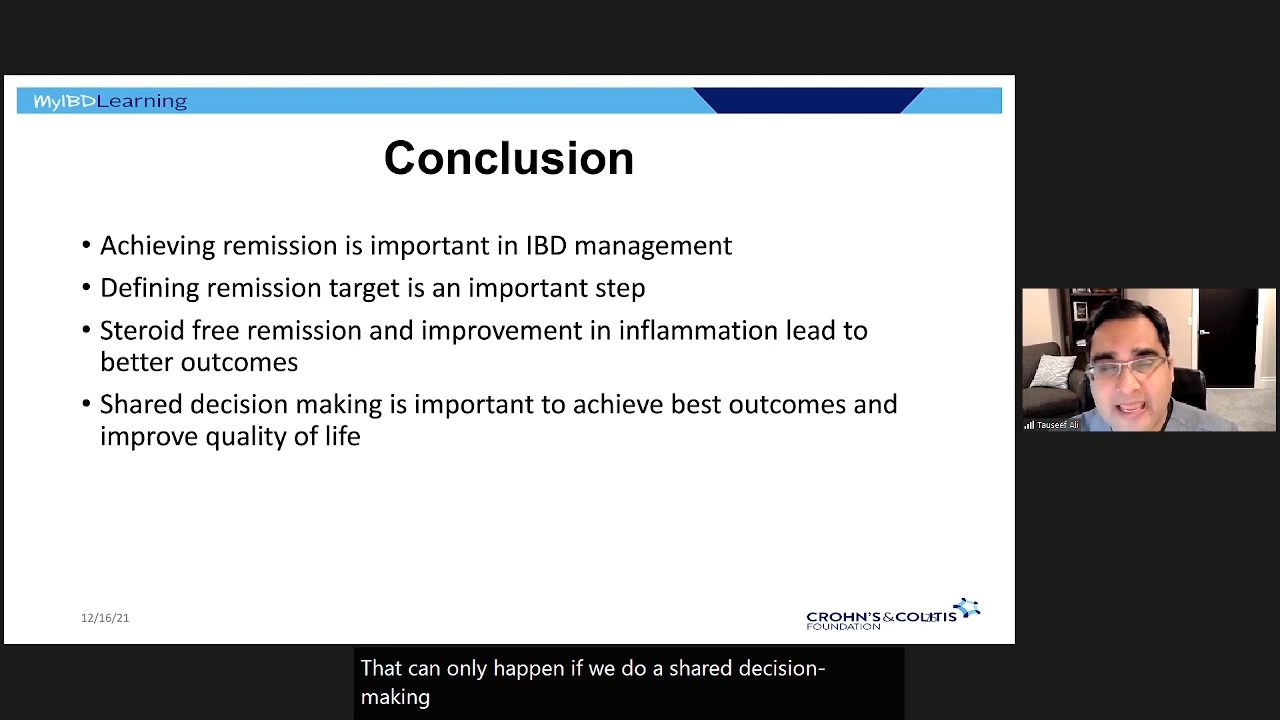 MyIBDLearning
Conclusion
• Achieving remission is important in IBD management
• Defining remission target is an important step
• Steroid free remission and improvement in inflammation lead to
better outcomes
• Shared decision making is important to achieve best outcomes and
improve quality of life
12/16/21
CROHN'S & COLITIS
FOUNDATION
Tauseef Ali
That can only happen if we do a shared decision-
making